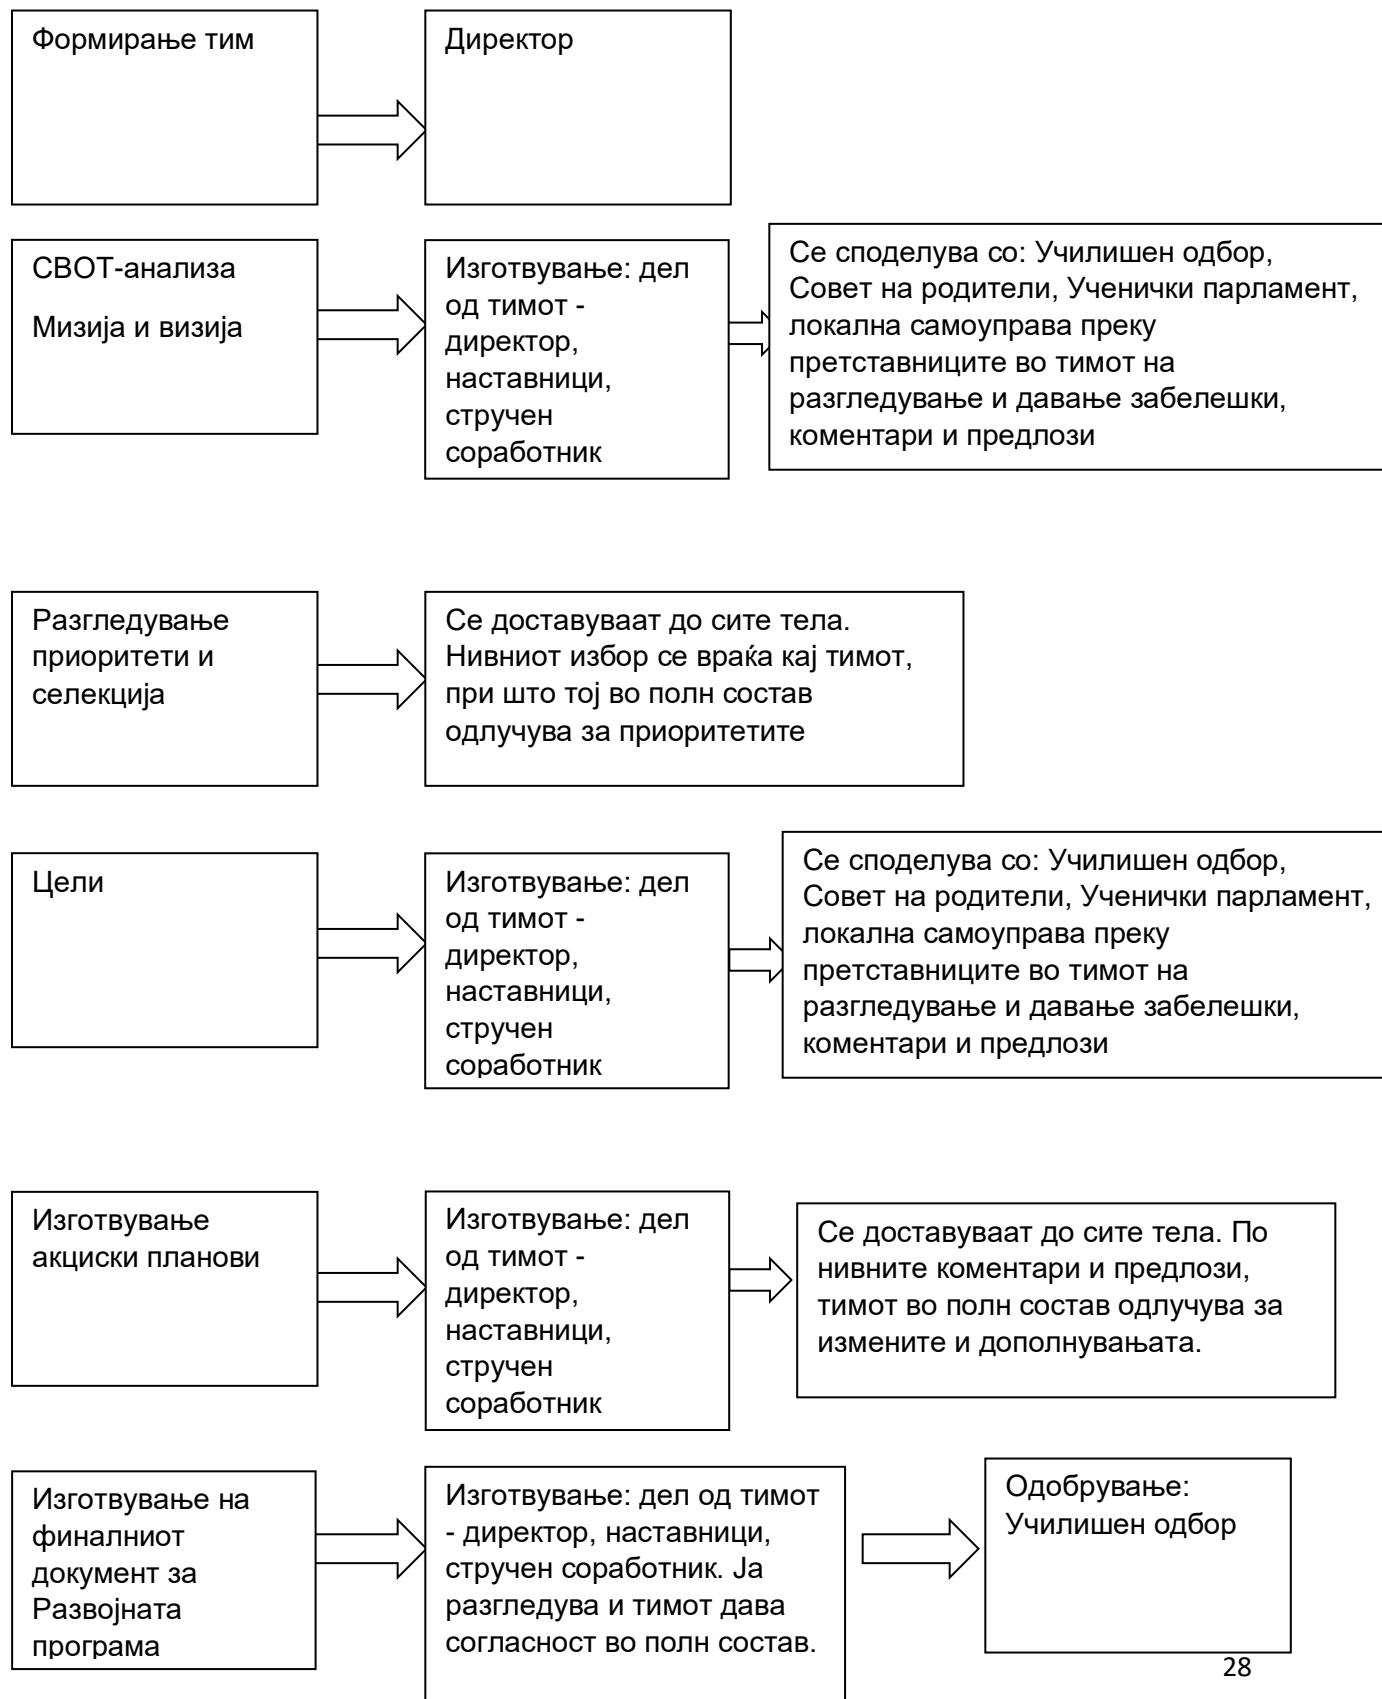 Формирање тим
Директор
СВОТ-анализа
Мизија и визија
Изготвување: дел
од тимот -
директор,
наставници,
стручен
соработник
Се споделува со: Училишен одбор,
Совет на родители, Ученички парламент,
локална самоуправа преку
претставниците во тимот на
разгледување и давање забелешки,
коментари и предлози
Разгледување
приоритети и
селекција
Се доставуваат до сите тела.
Нивниот избор се враќа кај тимот,
при што тој во полн состав
одлучува за приоритетите
Цели
Изготвување: дел
од тимот -
директор,
наставници,
стручен
соработник
Се споделува со: Училишен одбор,
Совет на родители, Ученички парламент,
локална самоуправа преку
претставниците во тимот на
разгледување и давање забелешки,
коментари и предлози
Изготвување
акциски планови
Изготвување: дел
од тимот -
директор,
наставници,
стручен
соработник
Се доставуваат до сите тела. По
нивните коментари и предлози,
тимот во полн состав одлучува за
измените и дополнувањата.
Изготвување на
финалниот
документ за
Развојната
програма
Изготвување: дел од тимот
- директор, наставници,
стручен соработник. Ја
разгледува и тимот дава
согласност во полн состав.
Одобрување:
Училишен одбор
28